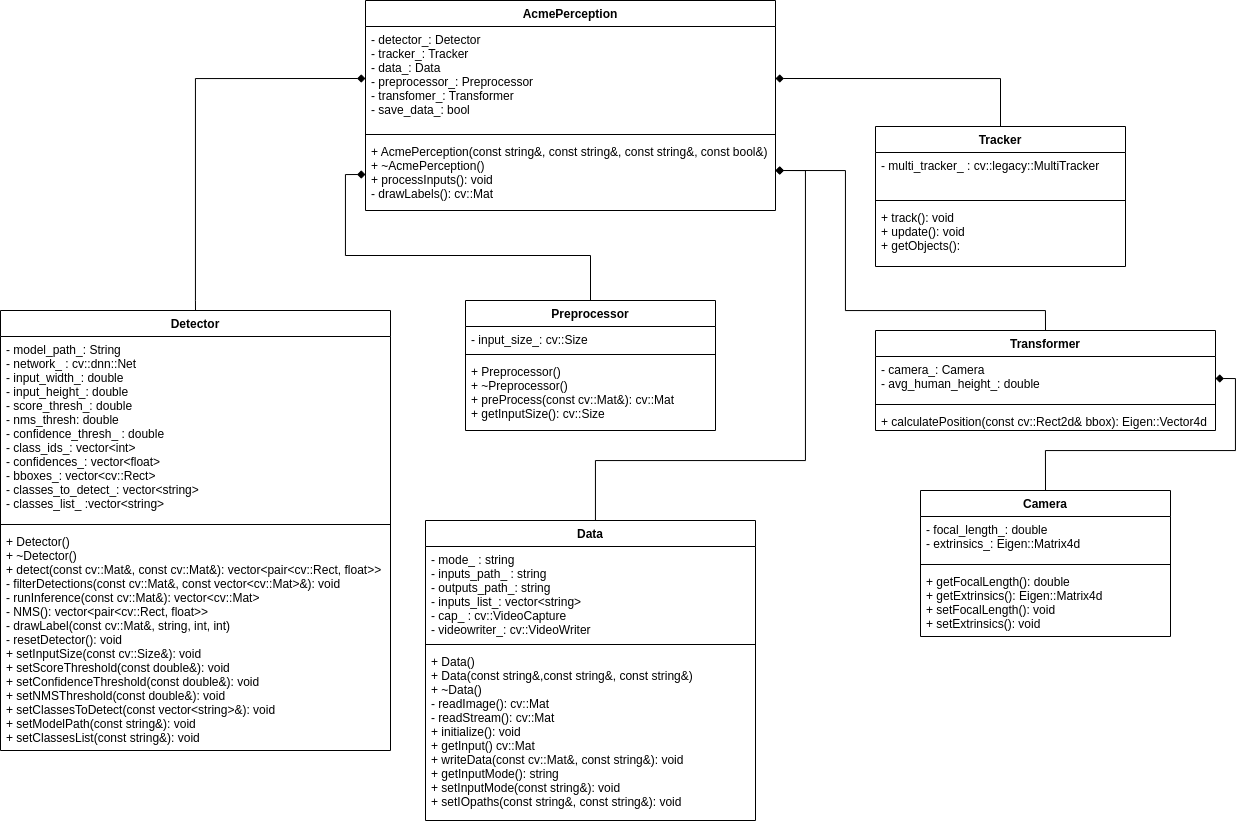 AcmePerception
- detector_: Detector
- tracker_: Tracker
- data_: Data
- preprocessor_: Preprocessor
- transfomer_: Transformer
- save_data_: bool
+ AcmePerception(const string&, const string&, const string&, const bool&)
+ ~AcmePerception()
+ processInputs(): void
- drawLabels(): cv::Mat
Tracker
- multi_tracker_ : cv::legacy::MultiTracker
+ track(): void
+ update(): void
+ getObjects():
Detector
- model_path_: String
- network_ : cv::dnn::Net
- input_width_: double
- input_height_: double
- score_thresh_: double
- nms_thresh: double
- confidence_thresh_ : double
- class_ids_: vector<int>
- confidences_: vector<float>
- bboxes_: vector<cv::Rect>
- classes_to_detect_: vector<string>
- classes_list_ :vector<string>
+ Detector()
+ ~Detector()
+ detect(const cv::Mat&, const cv::Mat&): vector<pair<cv::Rect, float>>
- filterDetections(const cv::Mat&, const vector<cv::Mat>&): void
- runInference(const cv::Mat&): vector<cv::Mat>
- NMS(): vector<pair<cv::Rect, float>>
- drawLabel(const cv::Mat&, string, int, int)
- resetDetector(): void
+ setInputSize(const cv::Size&): void
+ setScoreThreshold(const double&): void
+ setConfidenceThreshold(const double&): void
+ setNMSThreshold(const double&): void
+ setClassesToDetect(const vector<string>&): void
+ setModelPath(const string&): void
+ setClassesList(const string&): void
Preprocessor
- input_size_: cv::Size
+ Preprocessor()
+ ~Preprocessor()
+ preProcess(const cv::Mat&): cv::Mat
+ getInputSize(): cv::Size
Transformer
- camera_: Camera
- avg_human_height_: double
+ calculatePosition(const cv::Rect2d& bbox): Eigen::Vector4d
Data
- mode_ : string
- inputs_path_ : string
- outputs_path_: string
- inputs_list_: vector<string>
- cap_ : cv::VideoCapture
- videowriter_: cv::VideoWriter
+ Data()
+ Data(const string&,const string&, const string&)
+ ~Data()
- readImage(): cv::Mat
- readStream(): cv::Mat
+ initialize(): void
+ getInput() cv::Mat
+ writeData(const cv::Mat&, const string&): void
+ getInputMode(): string
+ setInputMode(const string&): void
+ setIOpaths(const string&, const string&): void
Camera
- focal_length_: double
- extrinsics_: Eigen::Matrix4d
+ getFocalLength(): double
+ getExtrinsics(): Eigen::Matrix4d
+ setFocalLength(): void
+ setExtrinsics(): void